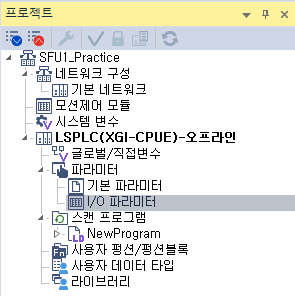 프로젝트
SFU1_Practice
네트워크 구성
기본 네트워크
모션제어 모듈
시스템 변수
LSPLC(XGI-CPUE)-오프라인
글로벌/직접변수
파라미터
기본 파라미터
I/O 파라미터
스캔 프로그램
NewProgram
사용자 펑션/펑션블록
사용자 데이터 타입
라이브러리